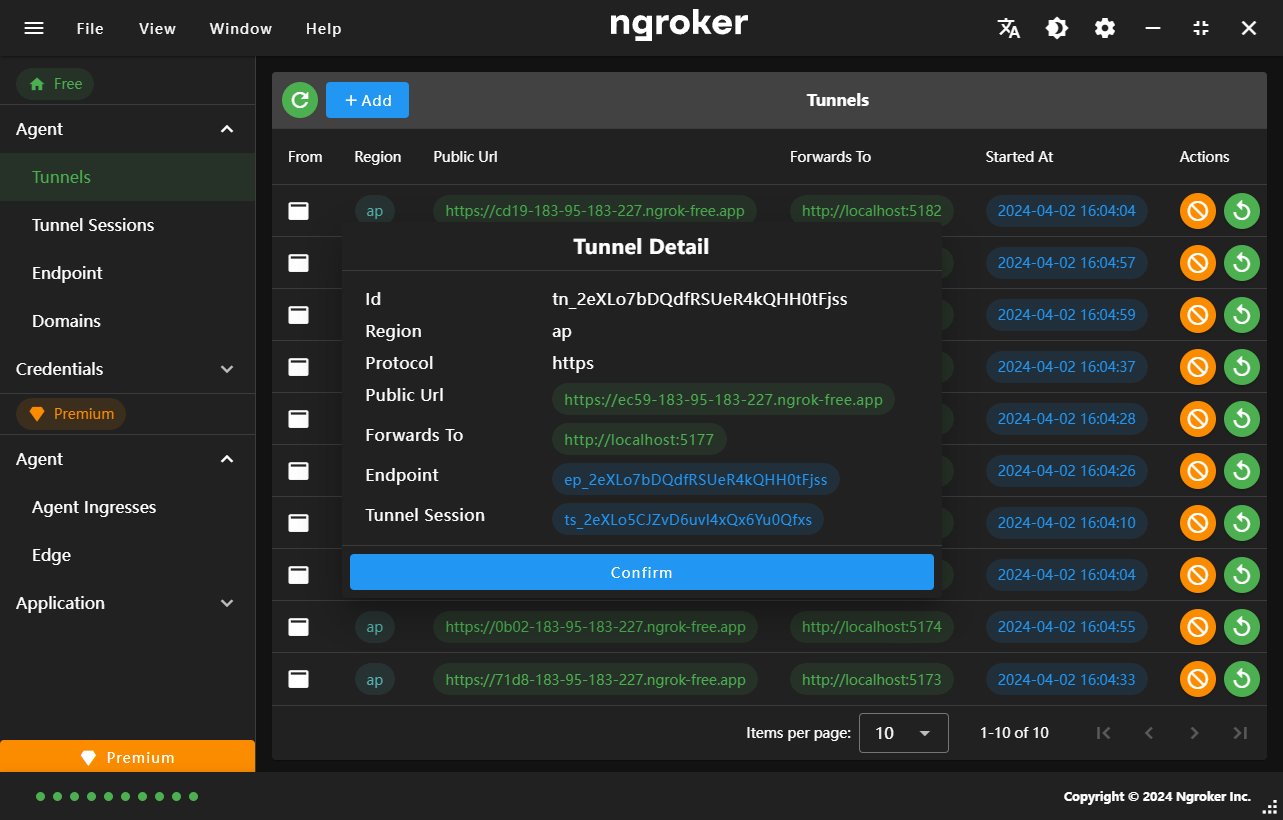 File View Window Help ngroker
Free
Agent
Tunnels
Tunnel Sessions
Endpoint
Domains
Credentials
Premium
Agent
Agent Ingresses
Edge
Application
Premium
+ Add Tunnels
From Region Public Url Forwards To Started At Actions
ap https://cd19-183-95-183-227.ngrok-free.app http://localhost:5182 2024-04-02 16:04:04
2024-04-02 16:04:57
2024-04-02 16:04:59
2024-04-02 16:04:37
2024-04-02 16:04:28
2024-04-02 16:04:26
2024-04-02 16:04:10
2024-04-02 16:04:04
ap https://0b02-183-95-183-227.ngrok-free.app http://localhost:5174 2024-04-02 16:04:55
ap https://71d8-183-95-183-227.ngrok-free.app http://localhost:5173 2024-04-02 16:04:33
Tunnel Detail
Id tn_2eXLo7bDQdfRSUeR4kQHH0tFjss
Region ap
Protocol https
Public Url https://ec59-183-95-183-227.ngrok-free.app
Forwards To http://localhost:5177
Endpoint ep_2eXLo7bDQdfRSUeR4kQHH0tFjss
Tunnel Session ts_2eXLo5CJZvD6uvI4xQx6Yu0Qfxs
Confirm
Items per page: 10 1-10 of 10
Copyright © 2024 Ngroker Inc.